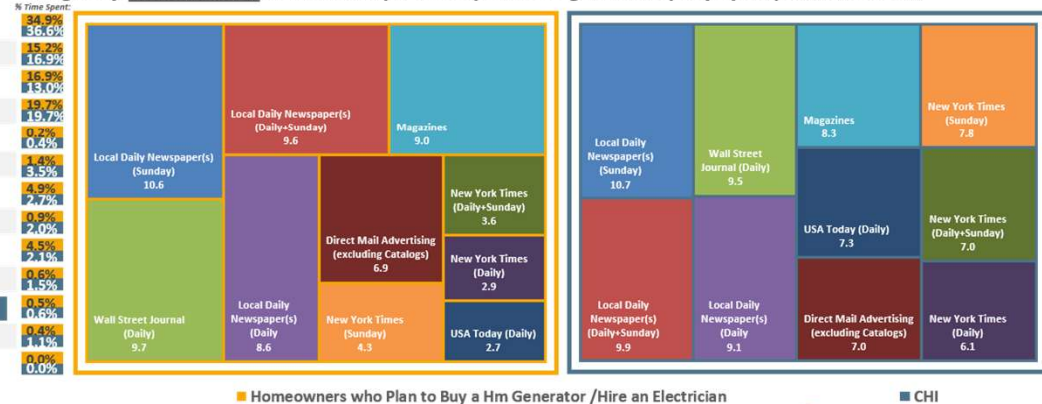 % Time Spent:
34.9%
36.6%
15.2%
16.9%
16.9%
13.0%
19.7%
19.7%
0.2%
0.4%
1.4%
3.5%
4.9%
2.7%
0.9%
2.0%
4.5%
2.1%
0.6%
1.5%
0.5%
0.6%
0.4%
1.1%
0.0%
0.0%
Local Daily Newspaper(s)
(Sunday)
10.6
Local Daily Newspaper(s)
(Daily+Sunday)
9.6
Magazines
9.0
Wall Street Journal
(Daily)
9.7
Local Daily
Newspaper(s)
(Daily
8.6
Direct Mail Advertising
(excluding Catalogs)
6.9
New York Times
(Sunday)
4.3
New York Times
(Daily+Sunday)
3.6
New York Times
(Daily)
2.9
USA Today (Daily)
2.7
Local Daily
Newspaper(s)
(Sunday)
10.7
Wall Street
Journal (Daily)
9.5
Magazines
8.3
New York Times
(Sunday)
7.8
Local Daily
Newspaper(s)
(Daily+Sunday)
9.9
Local Daily
Newspaper(s)
(Daily
9.1
USA Today (Daily)
7.3
New York Times
(Daily+Sunday)
7.0
Direct Mail Advertising
(excluding Catalogs)
7.0
New York Times
(Daily)
6.1
Homeowners who Plan to Buy a Hm Generator /Hire an Electrician
CHI